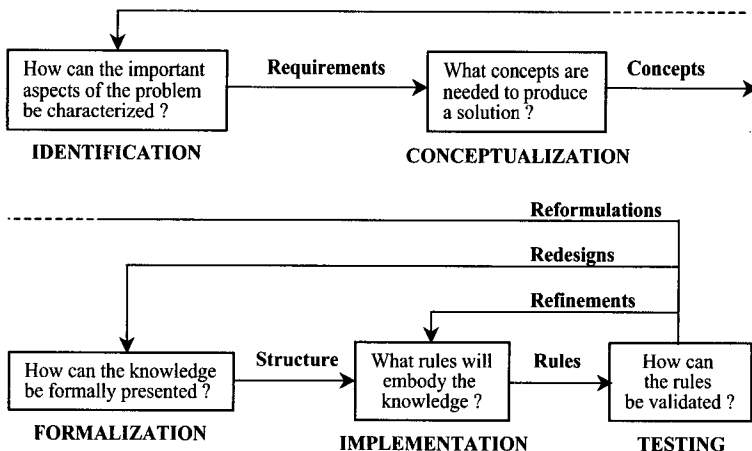 How can the important
aspects of the problem
be characterized ?
Requirements
What concepts are
needed to produce
a solution ?
Concepts
IDENTIFICATION
CONCEPTUALIZATION
Reformulations
Redesigns
Refinements
How can the knowledge
be formally presented ?
Structure
What rules will
embody the
knowledge ?
Rules
How can
the rules
be validated ?
FORMALIZATION
IMPLEMENTATION
TESTING